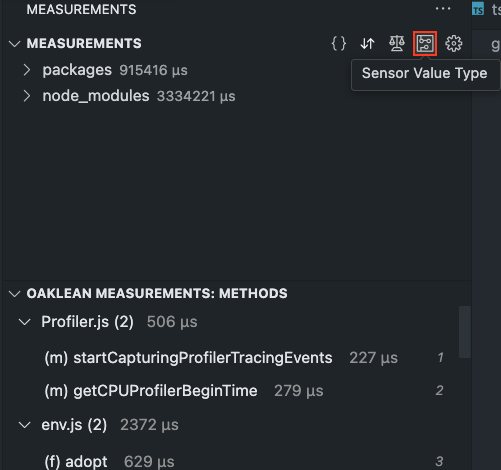 MEASUREMENTS
...
ts
MEASUREMENTS
{}
g
packages 915416 μs
Sensor Value Type
node_modules 3334221 μs
OAKLEAN MEASUREMENTS: METHODS
Profiler.js (2) 506 μs
(m) startCapturingProfilerTracingEvents 227 μs 1
(m) getCPUProfilerBeginTime 279 μs 2
env.js (2) 2372 μs
(f) adopt 629 μs 3